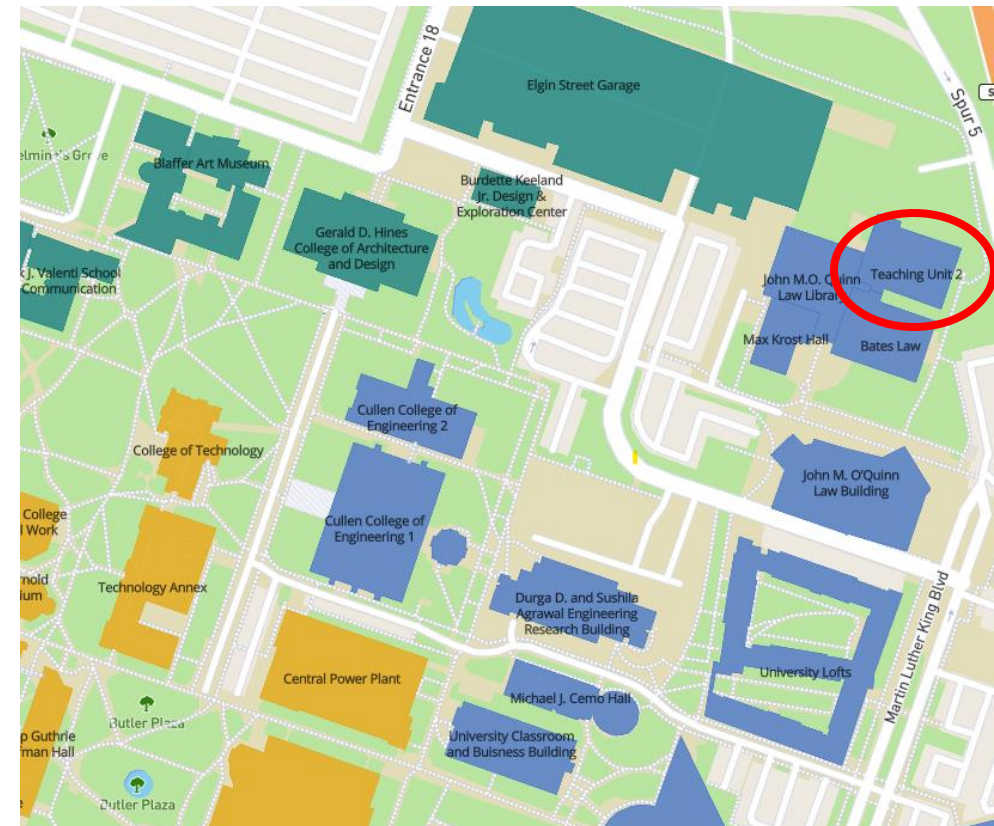 Entrance 18
Elgin Street Garage
Spur 5
S
Blaffer Art Museum
Burdette Keeland
Jr. Design &
Exploration Center
Gerald D. Hines
College of Architecture
and Design
J. Valenti School
Communication
John M.O. Quinn
Law Library
Teaching Unit 2
Max Krost Hall
Bates Law
Cullen College of
Engineering 2
College of Technology
John M. O'Quinn
Law Building
College
Work
Cullen College of
Engineering 1
Technology Annex
Durga D. and Sushila
Agrawal Engineering
Research Building
Martin Luther King Blvd
University Lofts
Central Power Plant
Michael J. Cemo Hall
Butler Plaza
University Classroom
and Buisness Building
Guthrie
Butler Plaza